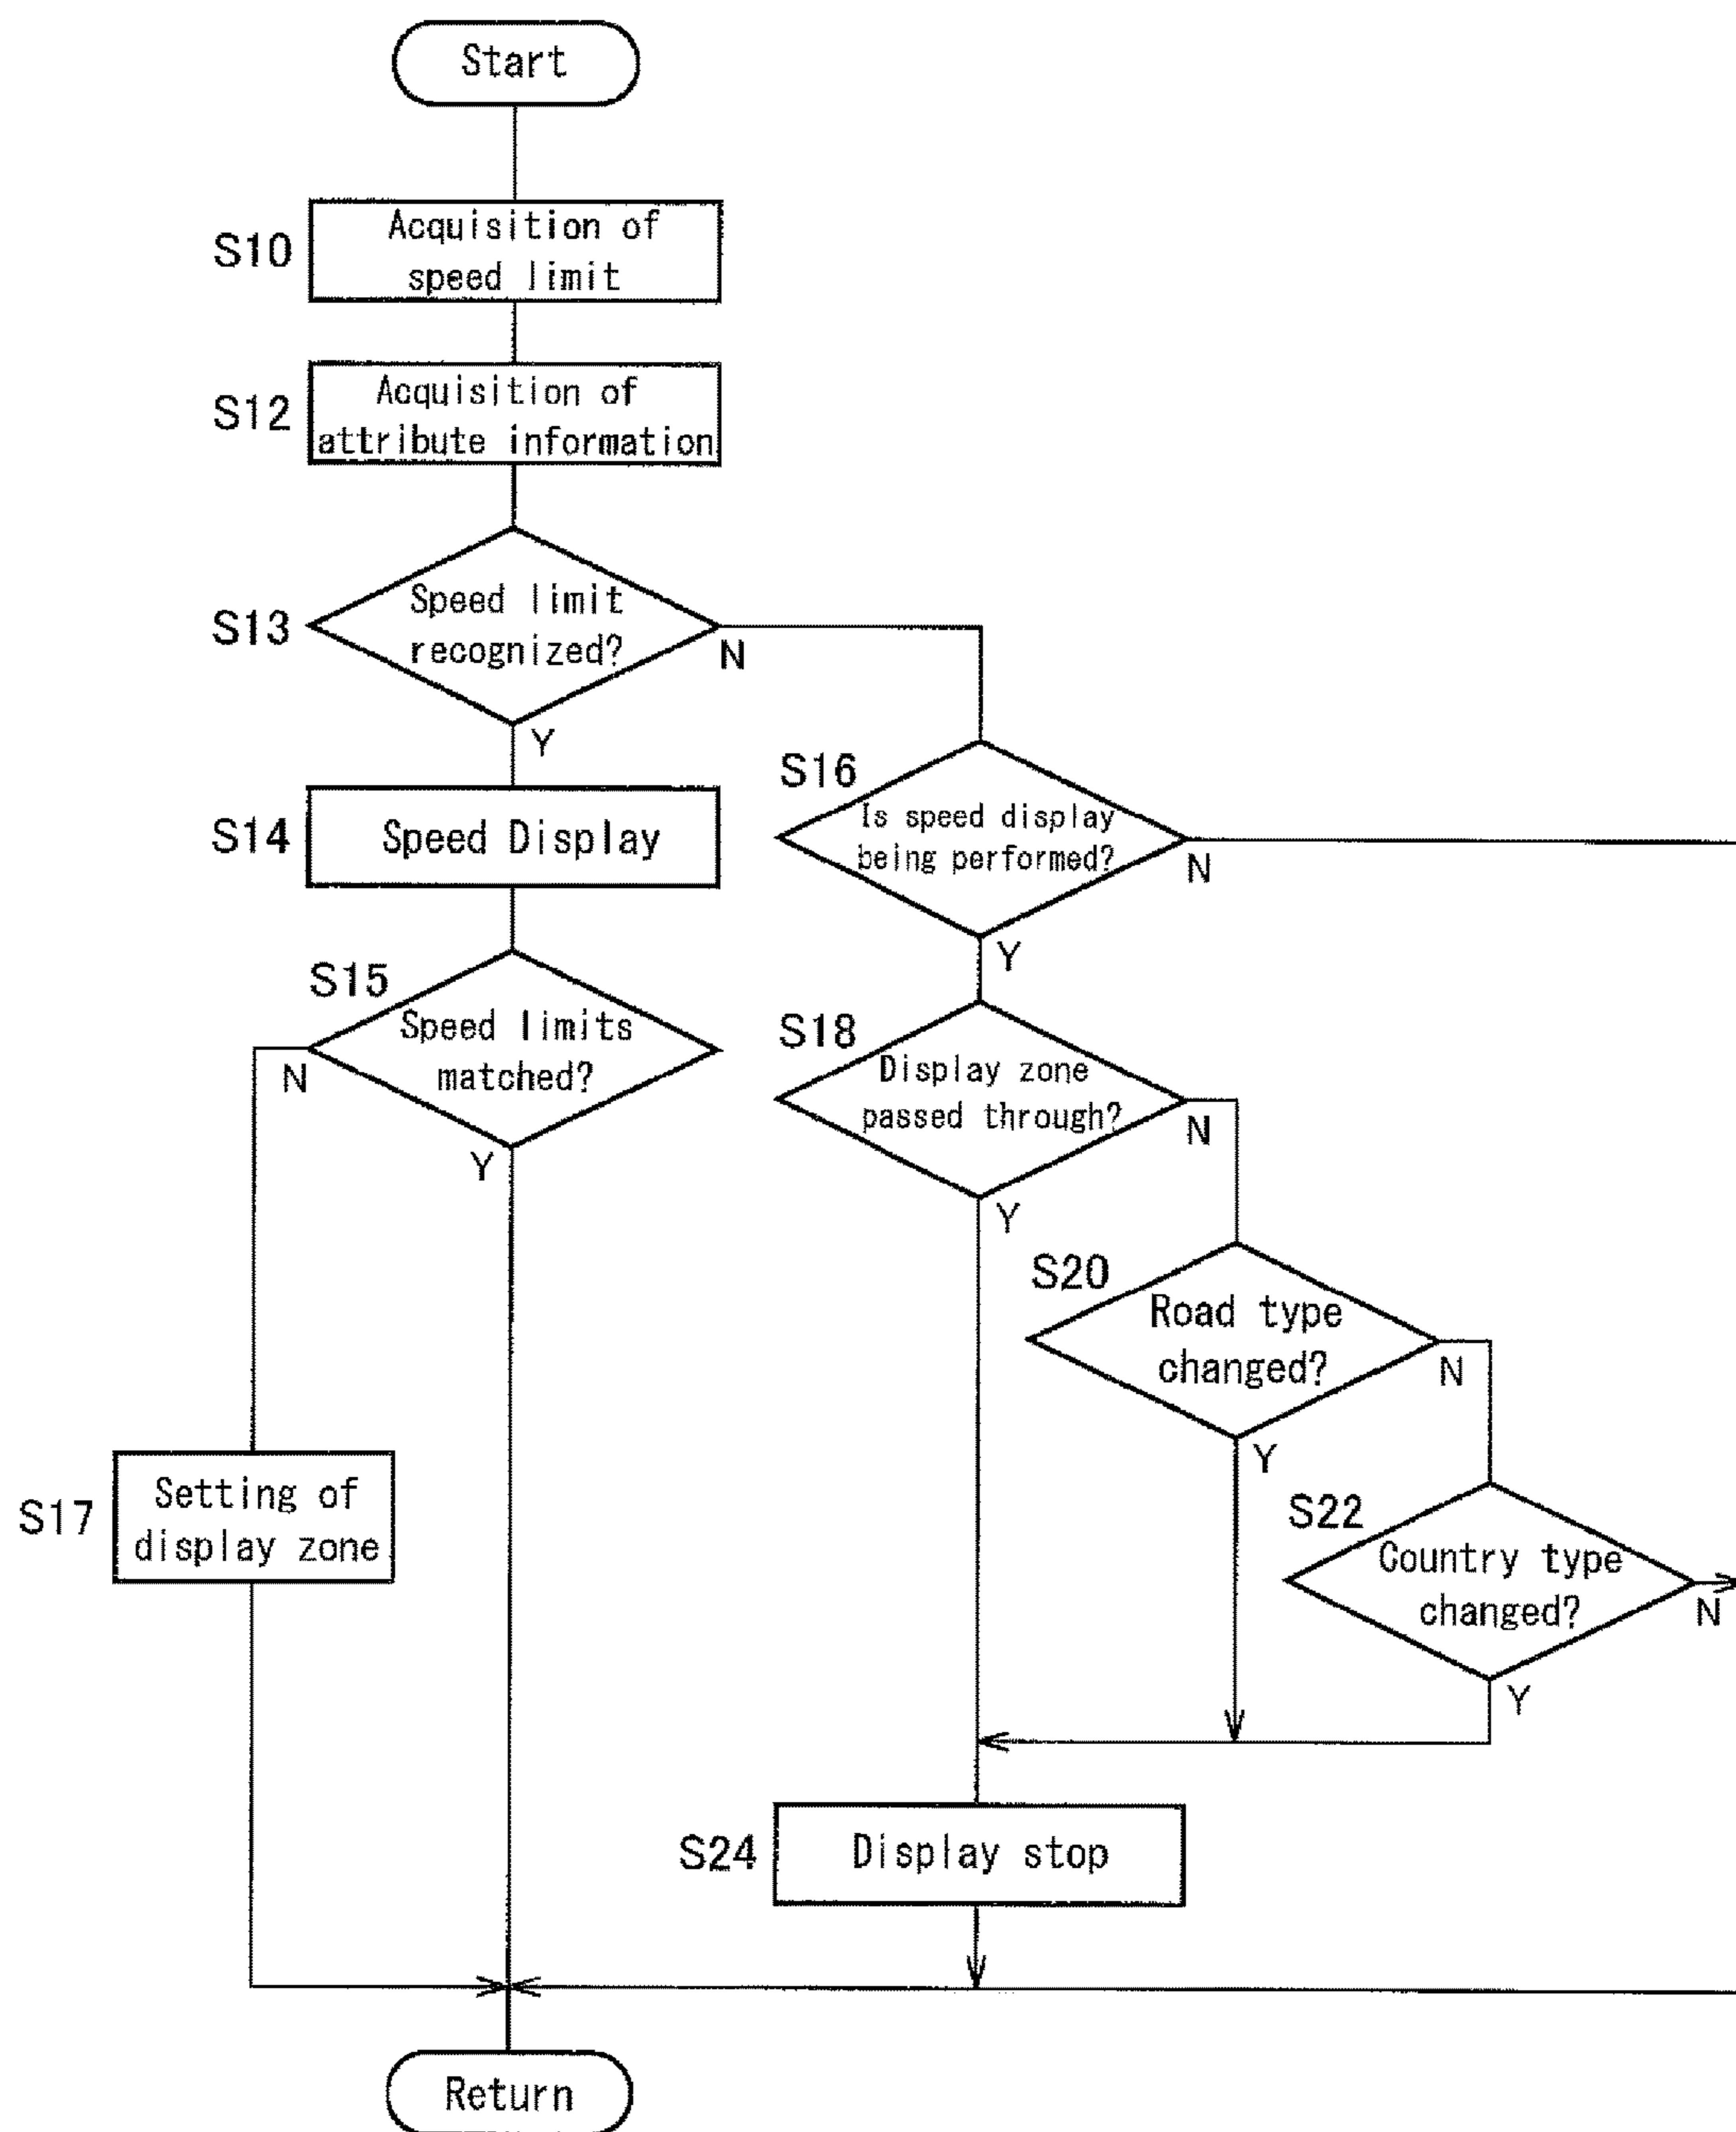 Start
S10
Acquisition of
speed limit
S12
Acquisition of
attribute information
S13
Speed limit
recognized?
N
Y
S14
Speed Display
S16
Is speed display
being performed?
N
Y
S15
Speed limits
matched?
N
Y
S18
Display zone
passed through?
N
Y
S20
Road type
changed?
N
Y
S17
Setting of
display zone
S22
Country type
changed?
N
Y
S24
Display stop
Return